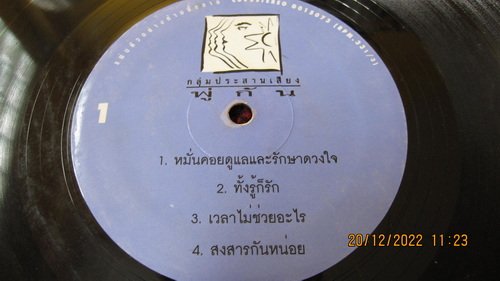 กลุ่มประสานเสียง
พู่กัน
1
1. หมั่นคอยดูแลและรักษาดวงใจ
2. ทั้งรู้ก็รัก
3. เวลาไม่ช่วยอะไร
4. สงสารกันหน่อย
20/12/2022 11:23